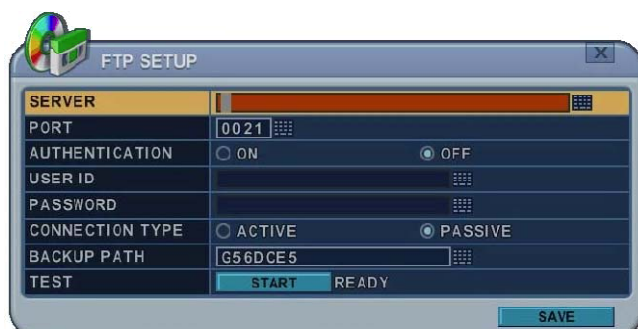 FTP SETUP
X
SERVER
PORT 0021
AUTHENTICATION ON OFF
USER ID
PASSWORD
CONNECTION TYPE ACTIVE PASSIVE
BACKUP PATH G56DCE5
TEST START READY
SAVE